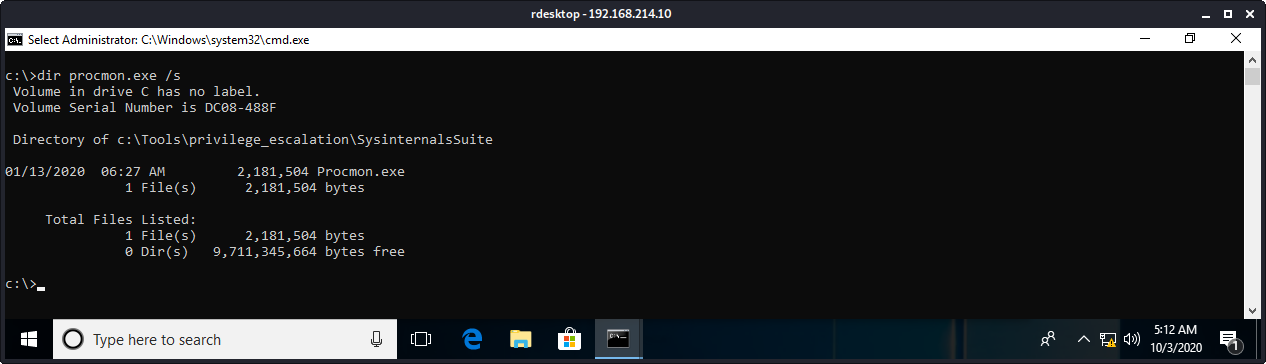 rdesktop - 192.168.214.10
Select Administrator: C:\Windows\system32\cmd.exe
c:\>dir procmon.exe /s
 Volume in drive C has no label.
 Volume Serial Number is DC08-488F
 Directory of c:\Tools\privilege_escalation\SysinternalsSuite
01/13/2020  06:27 AM         2,181,504 Procmon.exe
               1 File(s)      2,181,504 bytes
     Total Files Listed:
               1 File(s)      2,181,504 bytes
               0 Dir(s)   9,711,345,664 bytes free
c:\>
Type here to search
5:12 AM
10/3/2020
1